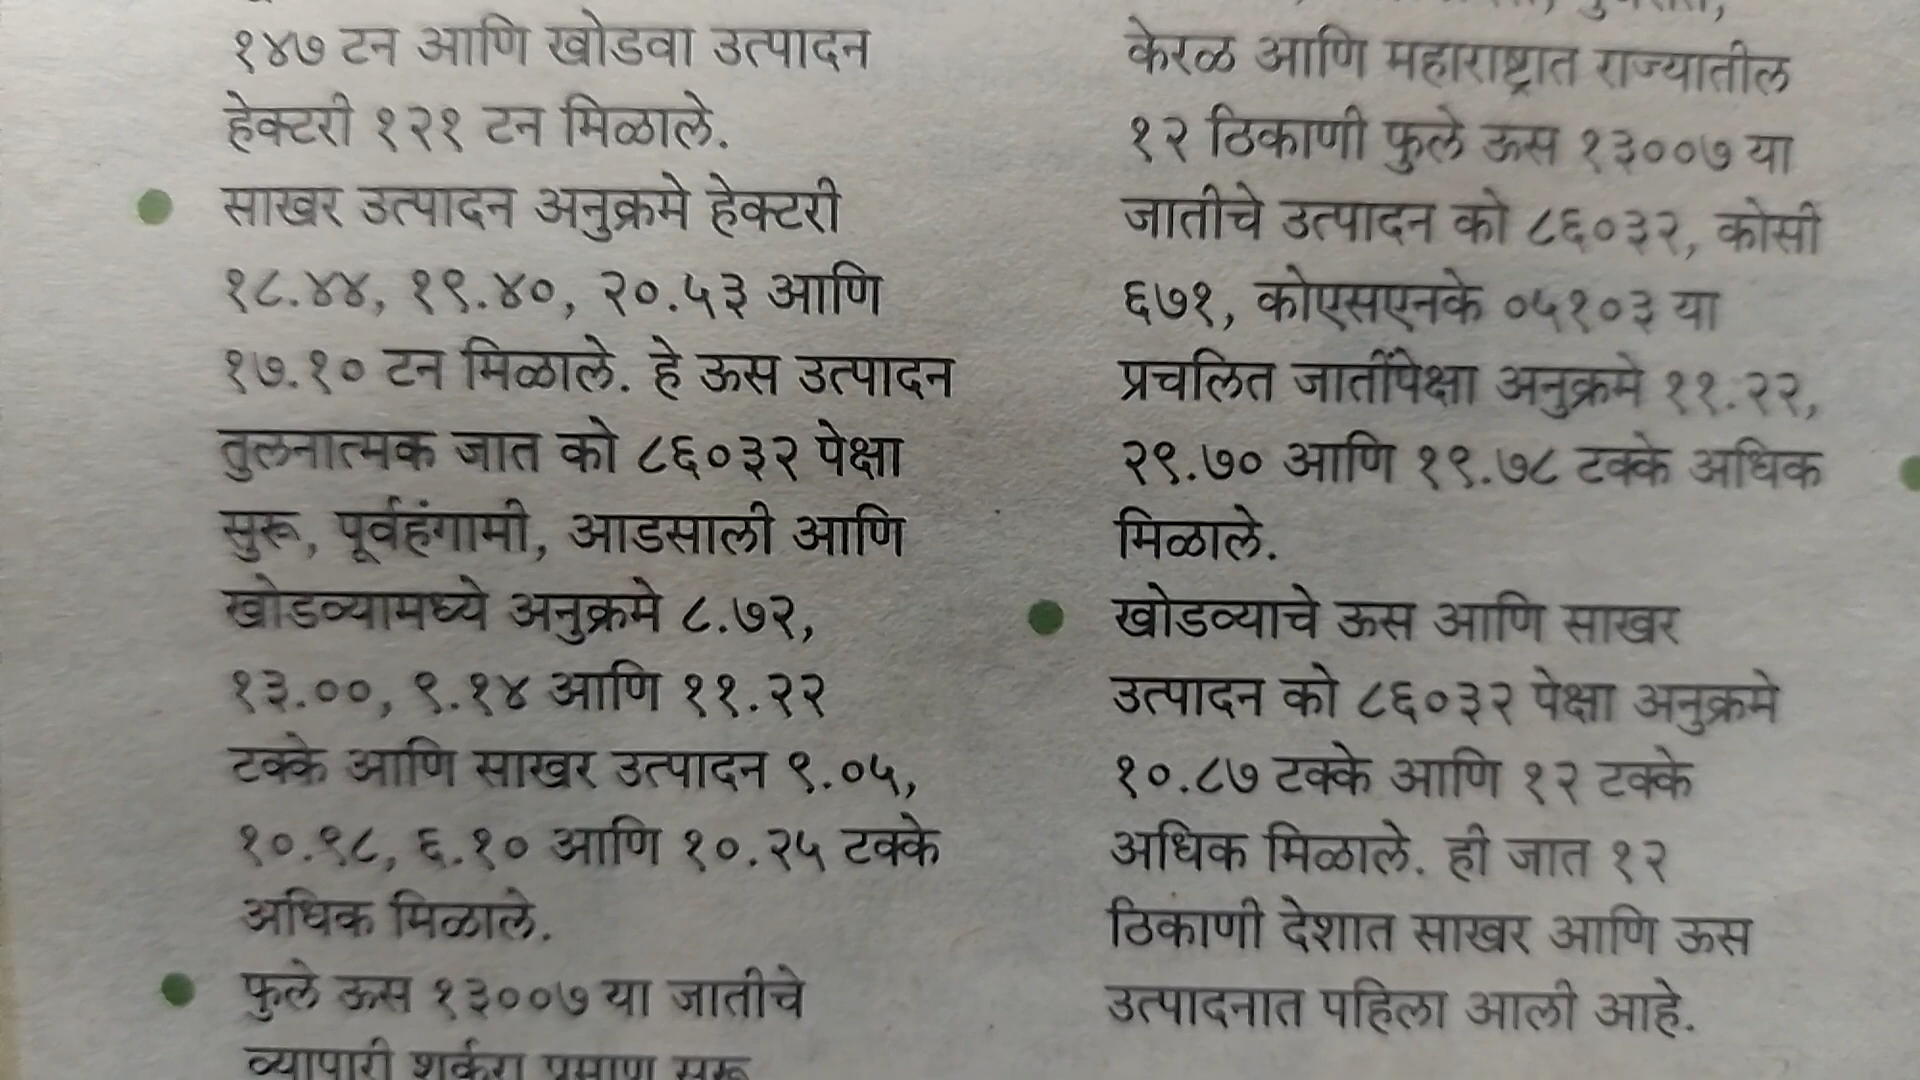 १४७ टन आणि खोडवा उत्पादन
हेक्टरी १२१ टन मिळाले.
साखर उत्पादन अनुक्रमे हेक्टरी
१८.४४, १९.४०, २०.५३ आणि
१७.१० टन मिळाले. हे ऊस उत्पादन
तुलनात्मक जात को ८६०३२ पेक्षा
सुरू, पूर्वहंगामी, आडसाली आणि
खोडव्यामध्ये अनुक्रमे ८.७२,
१३.००, ९.१४ आणि ११.२२
टक्के आणि साखर उत्पादन ९.०५,
१०.९८, ६.१० आणि १०.२५ टक्के
अधिक मिळाले.
फुले ऊस १३००७ या जातीचे
व्यापारी शर्करा प्रमाण सुरू
केरळ आणि महाराष्ट्रात राज्यातील
१२ ठिकाणी फुले ऊस १३००७ या
जातीचे उत्पादन को ८६०३२, कोसी
६७१, कोएसएनके ०५१०३ या
प्रचलित जातींपेक्षा अनुक्रमे ११.२२,
२९.७० आणि १९.७८ टक्के अधिक
मिळाले.
खोडव्याचे ऊस आणि साखर
उत्पादन को ८६०३२ पेक्षा अनुक्रमे
१०.८७ टक्के आणि १२ टक्के
अधिक मिळाले. ही जात १२
ठिकाणी देशात साखर आणि ऊस
उत्पादनात पहिला आली आहे.